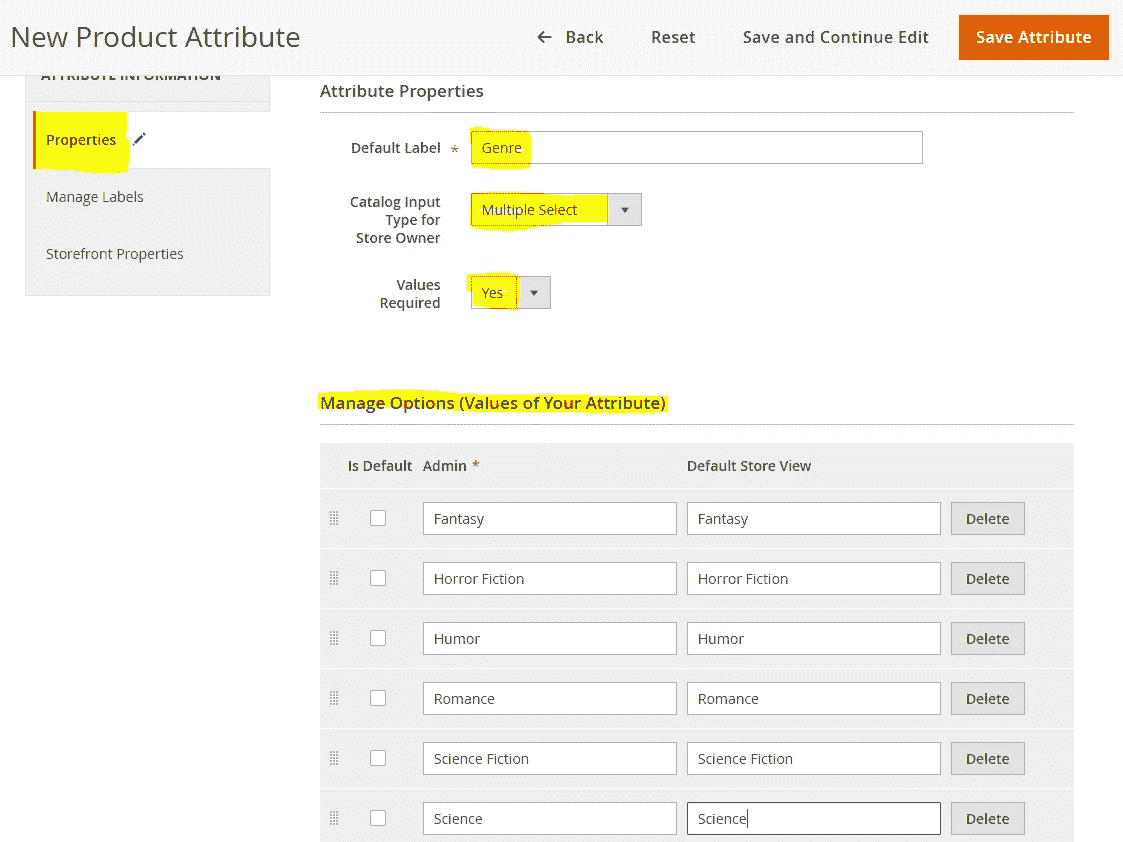 New Product Attribute
← Back Reset Save and Continue Edit Save Attribute
ATTRIBUTE INFORMATION
Properties
Manage Labels
Storefront Properties
Attribute Properties
Default Label * Genre
Catalog Input
Type for
Store Owner
Multiple Select
Values
Required
Yes
Manage Options (Values of Your Attribute)
Is Default Admin * Default Store View
Fantasy Fantasy Delete
Horror Fiction Horror Fiction Delete
Humor Humor Delete
Romance Romance Delete
Science Fiction Science Fiction Delete
Science Science Delete